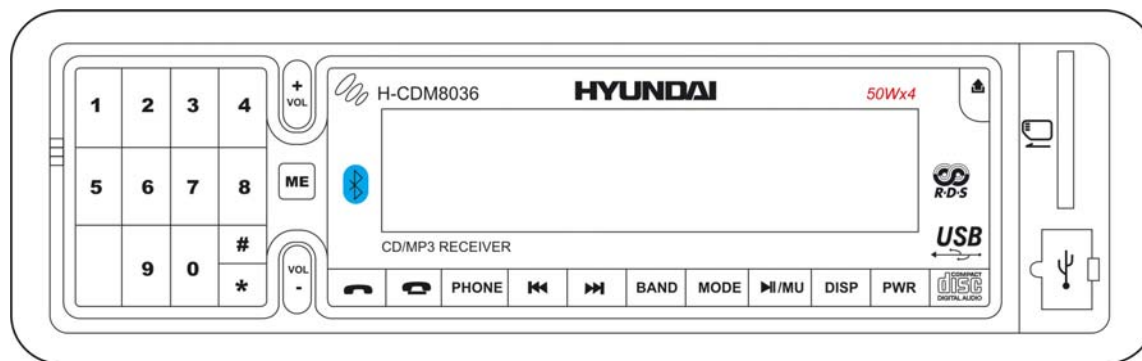 H-CDM8036 HYUNDAI 50Wx4
1 2 3 4
+
VOL
5 6 7 8
ME
R·D·S
CD/MP3 RECEIVER
USB
9 0 #
*
VOL
-
PHONE BAND MODE /MU DISP PWR
COMPACT
disc
DIGITAL AUDIO